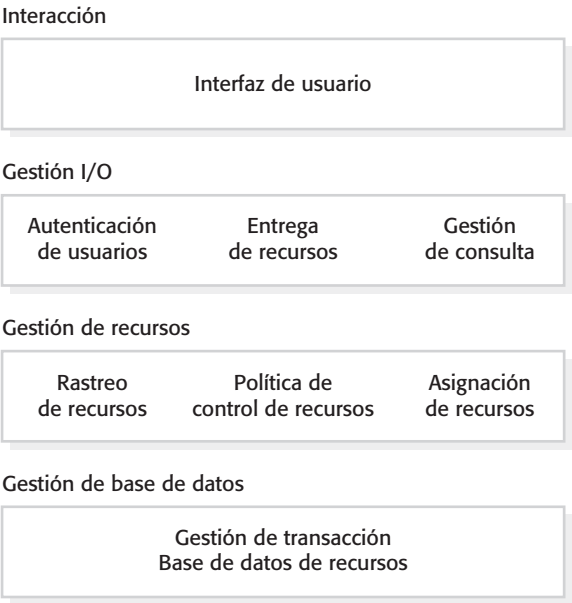 Interacción
Interfaz de usuario
Gestión I/O
Autenticación
de usuarios
Entrega
de recursos
Gestión
de consulta
Gestión de recursos
Rastreo
de recursos
Política de
control de recursos
Asignación
de recursos
Gestión de base de datos
Gestión de transacción
Base de datos de recursos